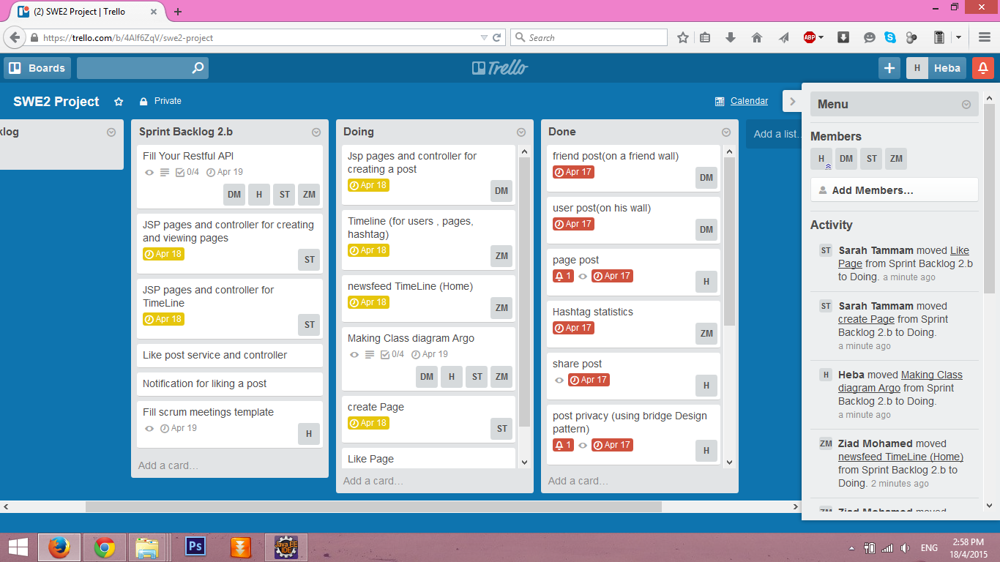 (2) SWE2 Project | Trello
https://trello.com/b/4Alf6ZqV/swe2-project
Search
ABP
Boards
Trello
H
Heba
SWE2 Project
Private
Calendar
klog
Sprint Backlog 2.b
Fill Your Restful API
0/4
Apr 19
DM
H
ST
ZM
JSP pages and controller for creating
and viewing pages
Apr 18
ST
JSP pages and controller for
TimeLine
Apr 18
ST
Like post service and controller
Notification for liking a post
Fill scrum meetings template
Apr 19
H
Add a card…
Doing
Jsp pages and controller for
creating a post
Apr 18
DM
Timeline (for users , pages,
hashtag)
Apr 18
ZM
newsfeed TimeLine (Home)
Apr 18
ZM
Making Class diagram Argo
0/4
Apr 19
DM
H
ST
ZM
create Page
Apr 18
ST
Like Page
Add a card…
Done
friend post(on a friend wall)
Apr 17
DM
user post(on his wall)
Apr 17
DM
page post
1
Apr 17
H
Hashtag statistics
Apr 17
ZM
share post
Apr 17
H
post privacy (using bridge Design
pattern)
1
Apr 17
H
Add a card…
Add a list…
Menu
Members
H
DM
ST
ZM
Add Members…
Activity
ST
Sarah Tammam moved Like
Page from Sprint Backlog 2.b
to Doing. a minute ago
ST
Sarah Tammam moved
create Page from Sprint
Backlog 2.b to Doing.
a minute ago
H
Heba moved Making Class
diagram Argo from Sprint
Backlog 2.b to Doing.
a minute ago
ZM
Ziad Mohamed moved
newsfeed TimeLine (Home)
from Sprint Backlog 2.b to
Doing. 2 minutes ago
ZM
Ziad Mohamed moved
Ps
Java EE
IDE
ENG
2:58 PM
18/4/2015